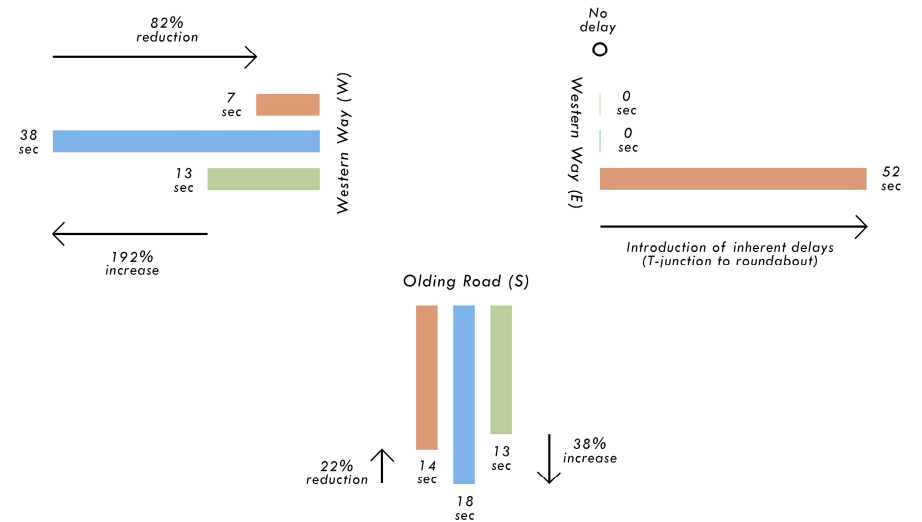 82%
reduction
7
sec
38
sec
13
sec
192%
increase
Western Way (W)
No
delay
Western Way (E)
0
sec
0
sec
52
sec
Introduction of inherent delays
(T-junction to roundabout)
Olding Road (S)
22%
reduction
14
sec
18
sec
13
sec
38%
increase